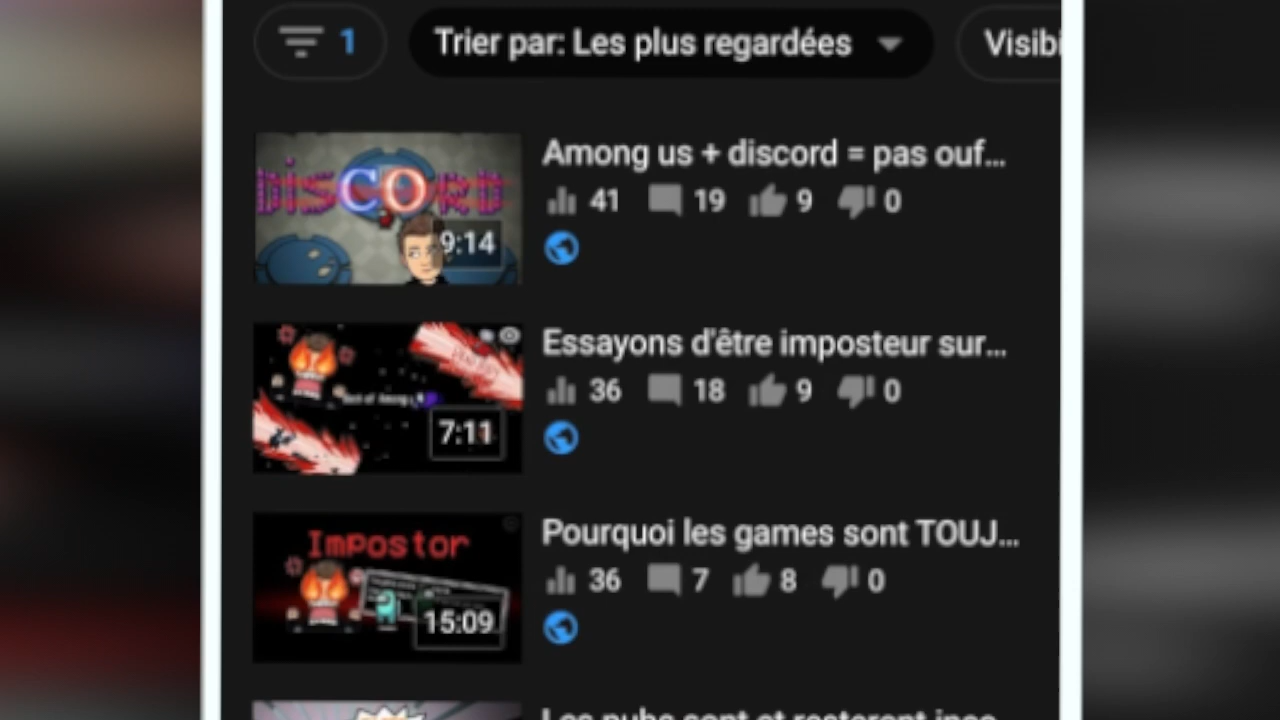 1
Trier par: Les plus regardées
Visibi
DISCORD
9:14
Among us + discord = pas ouf...
41 19 9 0
7:11
Essayons d'être imposteur sur...
36 18 9 0
Impostor
15:09
Pourquoi les games sont TOUJ...
36 7 8 0